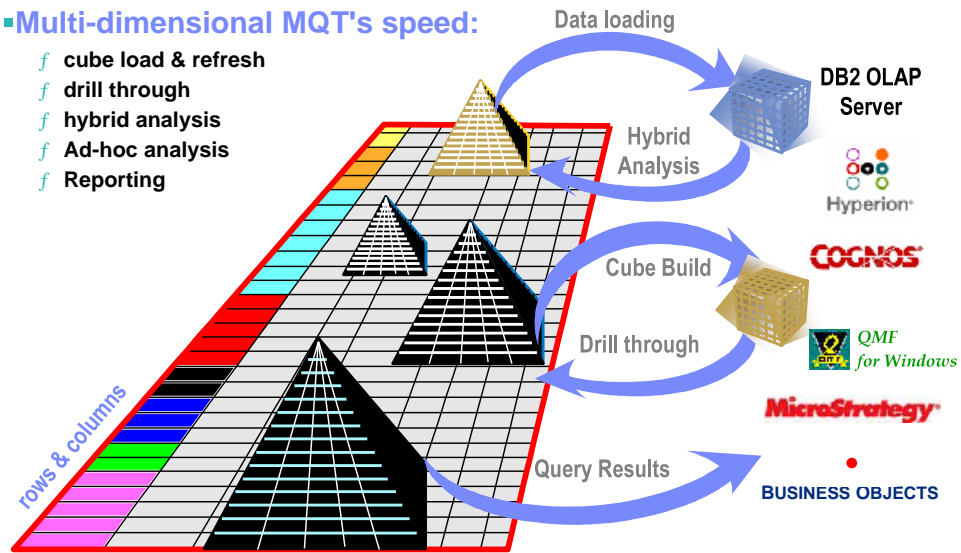 Multi-dimensional MQT's speed:
ƒ cube load & refresh
ƒ drill through
ƒ hybrid analysis
ƒ Ad-hoc analysis
ƒ Reporting
Data loading
DB2 OLAP
Server
Hybrid
Analysis
Hyperion
COGNOS
Cube Build
Drill through
QMF
QMF
for Windows
MicroStrategy
rows & columns
Query Results
BUSINESS OBJECTS